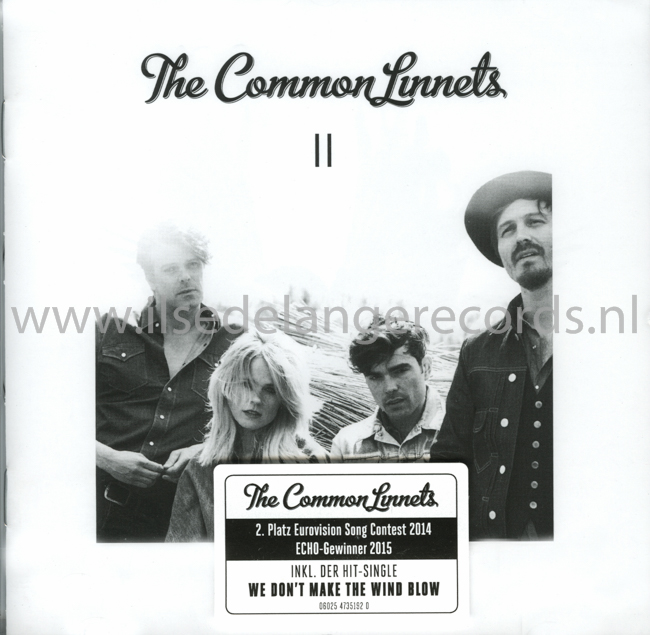 The Common Linnets
II
www.ilsedelangerecords.nl
The Common Linnets
2. Platz Eurovision Song Contest 2014
ECHO-Gewinner 2015
INKL. DER HIT-SINGLE
WE DON'T MAKE THE WIND BLOW
06025 4735192 0